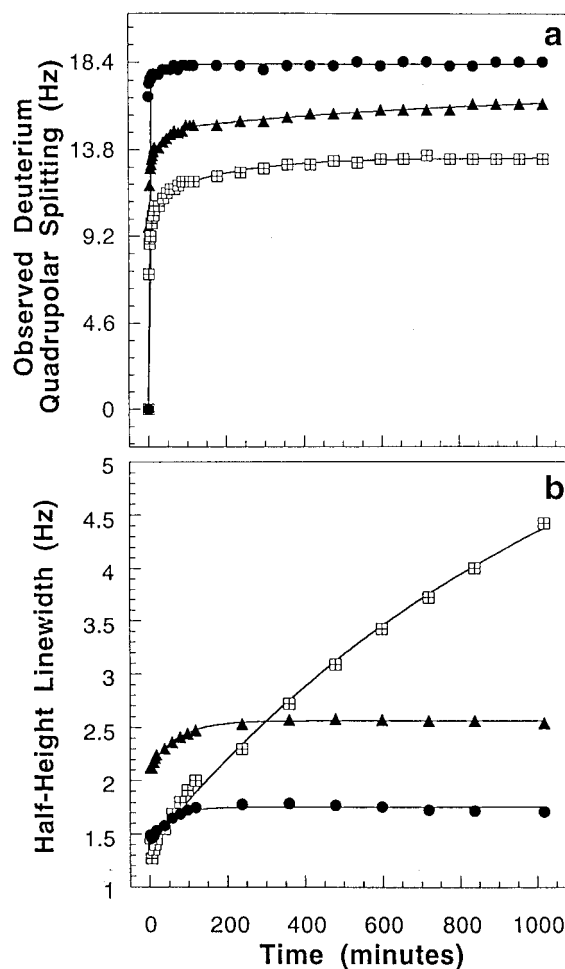 a
Observed Deuterium
Quadrupolar Splitting (Hz)
18.4
13.8
9.2
4.6
0
b
Half-Height Linewidth (Hz)
5
4.5
4
3.5
3
2.5
2
1.5
1
0 200 400 600 800 1000
Time (minutes)